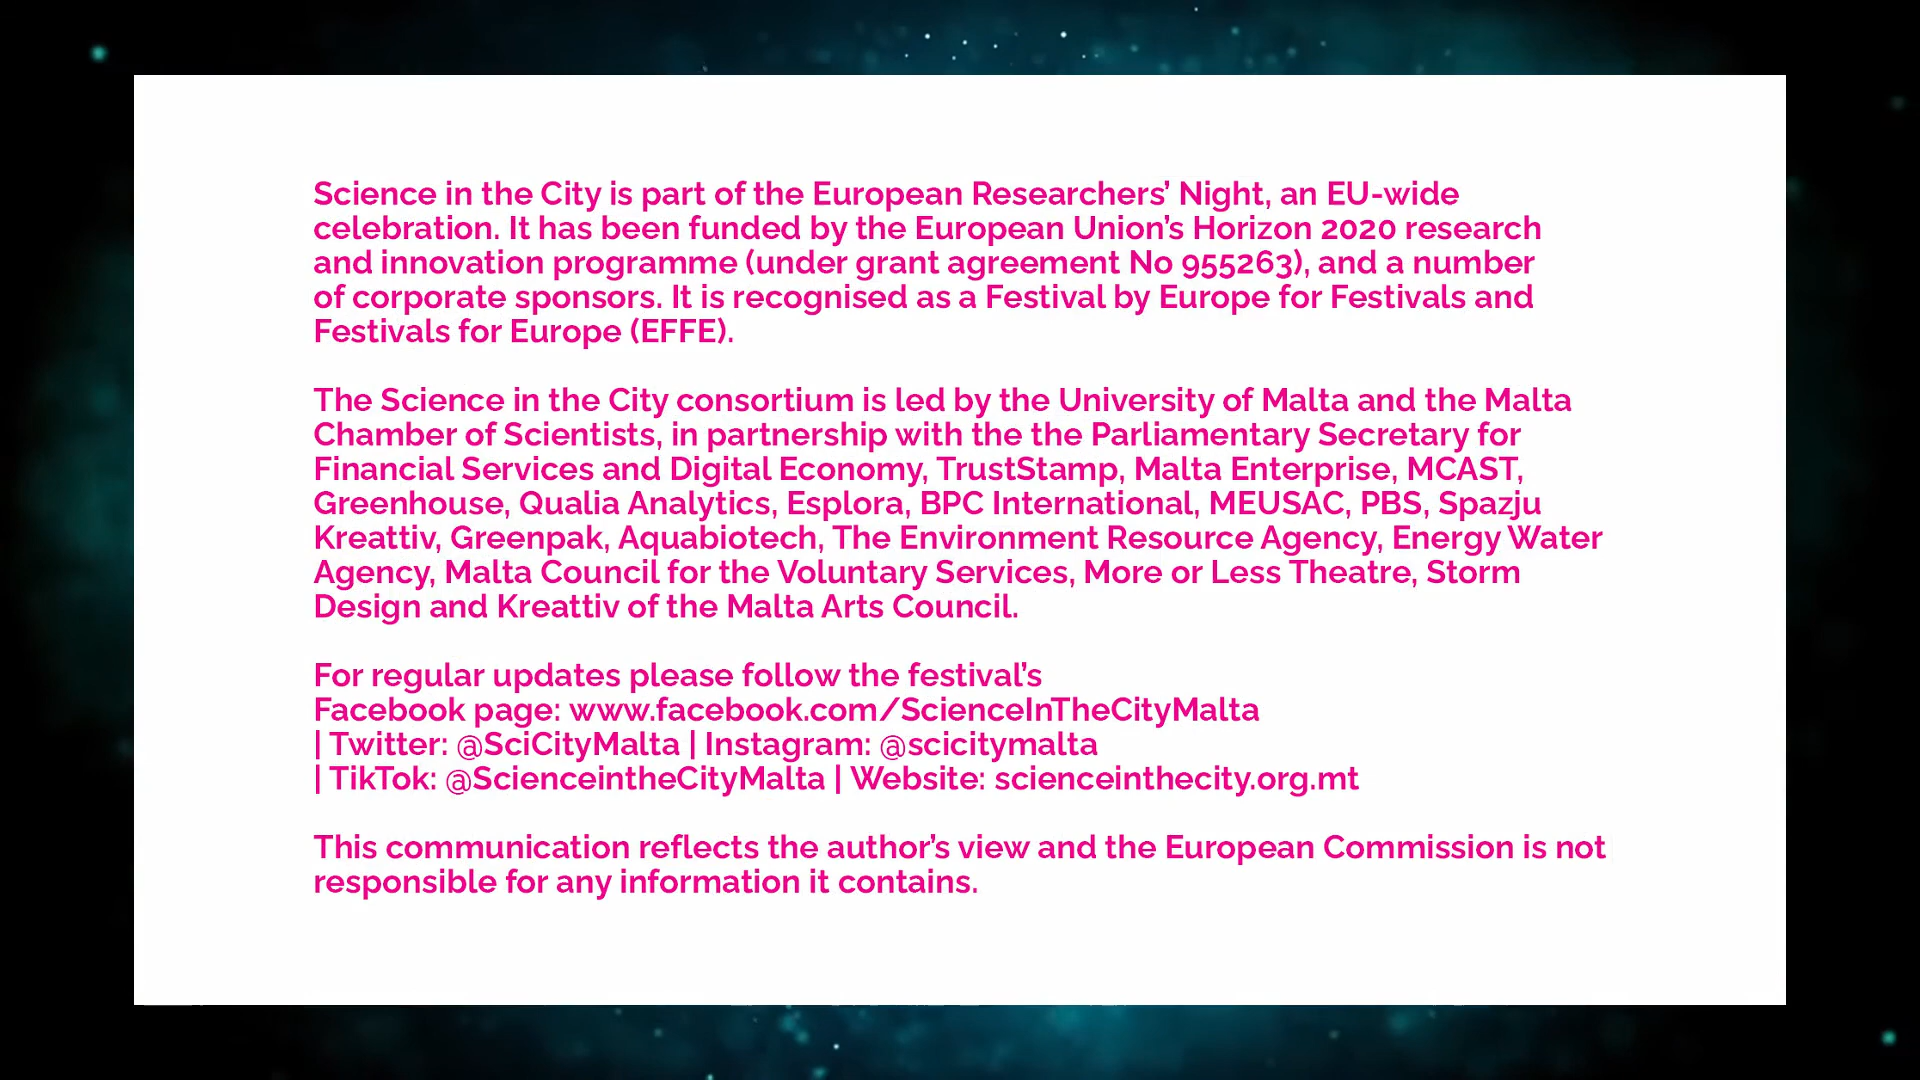 Science in the City is part of the European Researchers’ Night, an EU-wide
celebration. It has been funded by the European Union’s Horizon 2020 research
and innovation programme (under grant agreement No 955263), and a number
of corporate sponsors. It is recognised as a Festival by Europe for Festivals and
Festivals for Europe (EFFE).
The Science in the City consortium is led by the University of Malta and the Malta
Chamber of Scientists, in partnership with the the Parliamentary Secretary for
Financial Services and Digital Economy, TrustStamp, Malta Enterprise, MCAST,
Greenhouse, Qualia Analytics, Esplora, BPC International, MEUSAC, PBS, Spazju
Kreattiv, Greenpak, Aquabiotech, The Environment Resource Agency, Energy Water
Agency, Malta Council for the Voluntary Services, More or Less Theatre, Storm
Design and Kreattiv of the Malta Arts Council.
For regular updates please follow the festival’s
Facebook page: www.facebook.com/ScienceInTheCityMalta
| Twitter: @SciCityMalta | Instagram: @scicitymalta
| TikTok: @ScienceintheCityMalta | Website: scienceinthecity.org.mt
This communication reflects the author’s view and the European Commission is not
responsible for any information it contains.